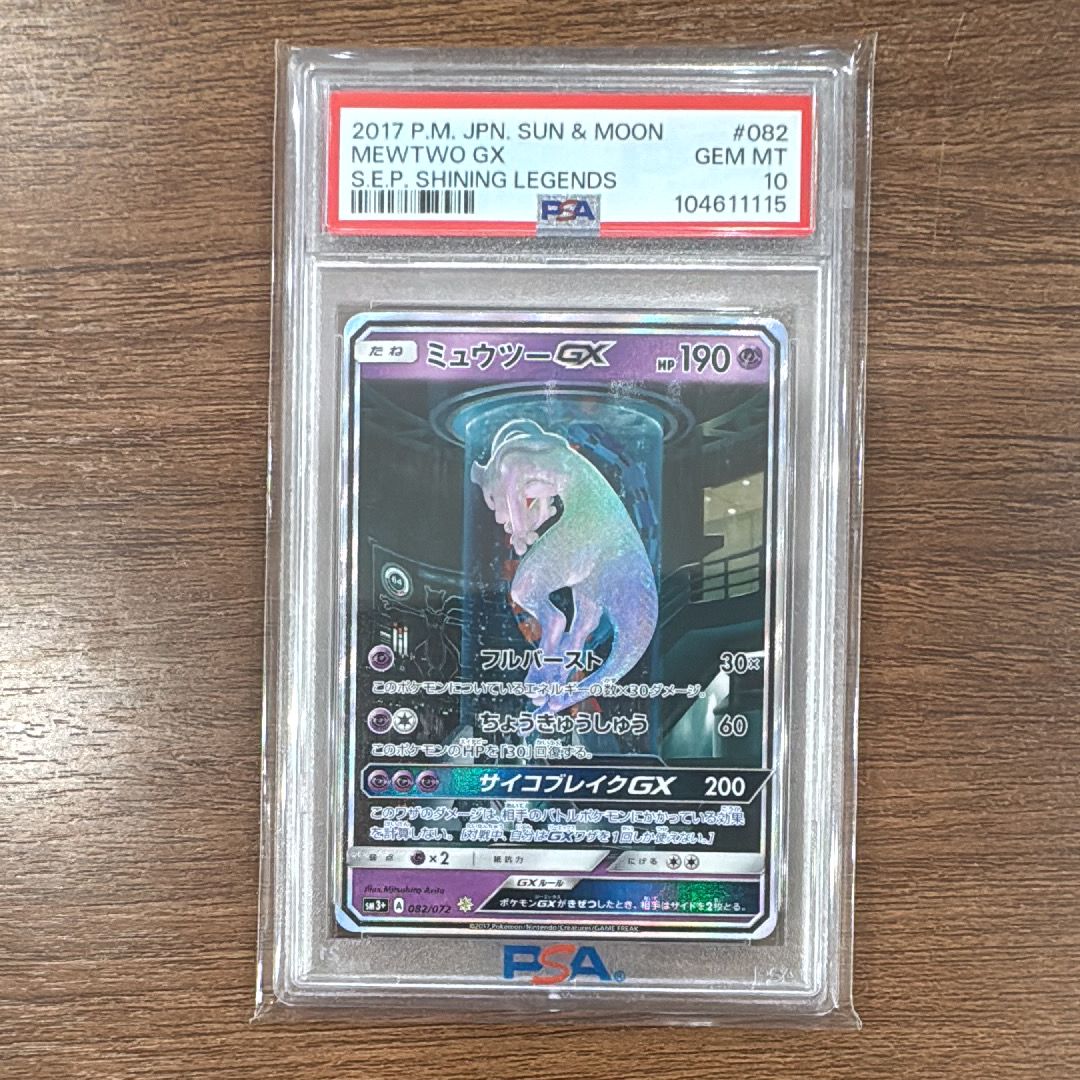 2017 P.M. JPN. SUN & MOON #082
MEWTWO GX GEM MT
S.E.P. SHINING LEGENDS 10
PSA 104611115
たね ミュウツーGX HP190
64
フルバースト 30×
このポケモンについているエネルギーの数×30ダメージ。
ちょうきゅうしゅう 60
このポケモンのHPを「30」回復する。
サイコブレイクGX 200
このワザのダメージは、相手のバトルポケモンにかかっている効果
を計算しない。[対戦中、自分はGXワザを1回しか使えない。]
弱点 ×2 抵抗力 にげる
Illus. Mitsuhiro Arita
GXルール
SM3+ A 082/072 ポケモンGXがきぜつしたとき、相手はサイドを2枚とる。
©2017 Pokémon/Nintendo/Creatures/GAME FREAK.
PSA®